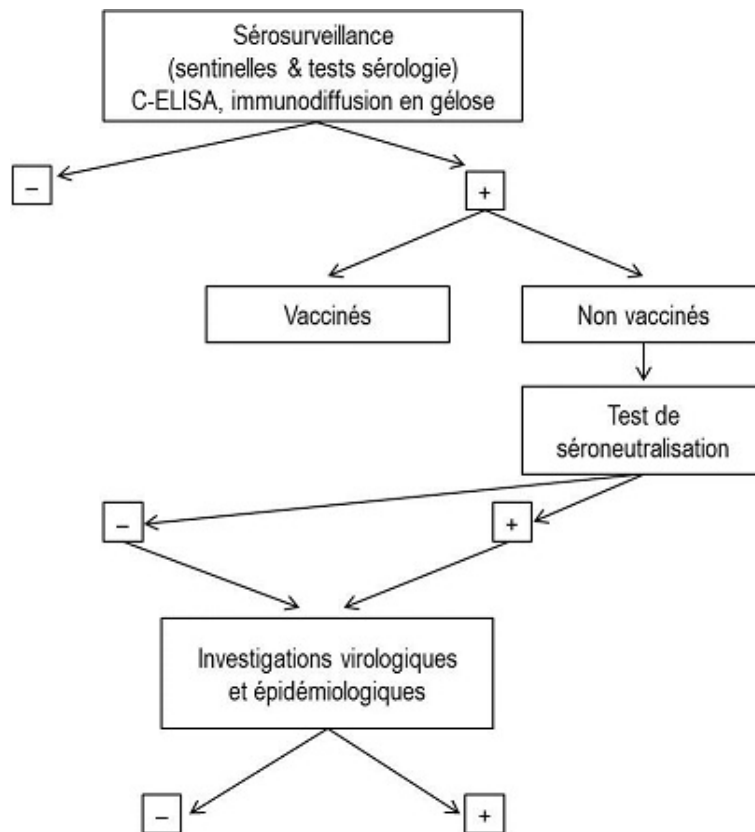 Sérosurveillance
(sentinelles & tests sérologie)
C-ELISA, immunodiffusion en gélose
–
+
Vaccinés
Non vaccinés
Test de
séroneutralisation
–
+
Investigations virologiques
et épidémiologiques
–
+